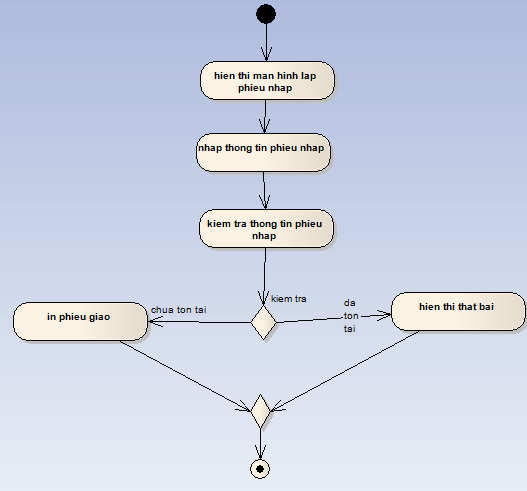 hien thi man hinh lap
phieu nhap
nhap thong tin phieu nhap
kiem tra thong tin phieu
nhap
kiem tra
chua ton tai
da
ton
tai
in phieu giao
hien thi that bai